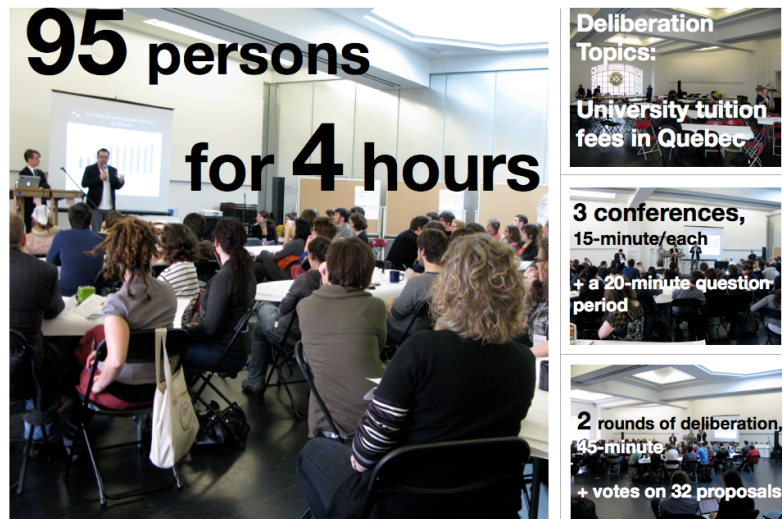 95 persons
for 4 hours
Deliberation
Topics:
University tuition
fees in Quebec
3 conferences,
15-minute/each
+ a 20-minute question
period
2 rounds of deliberation,
45-minute
+ votes on 32 proposals